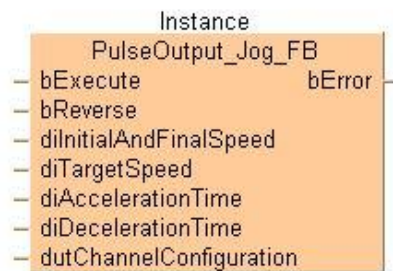 Instance
PulseOutput_Jog_FB
bExecute bError
bReverse
diInitialAndFinalSpeed
diTargetSpeed
diAccelerationTime
diDecelerationTime
dutChannelConfiguration